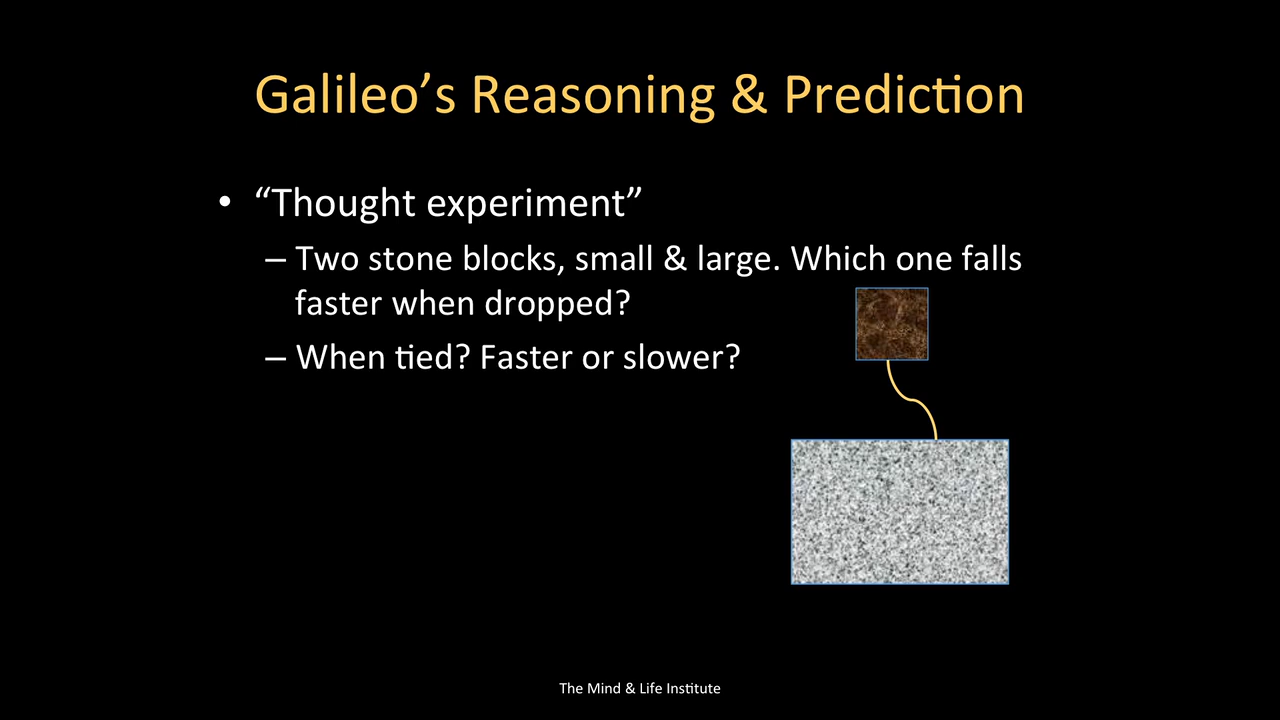 Galileo’s Reasoning & Prediction
• “Thought experiment”
– Two stone blocks, small & large. Which one falls
faster when dropped?
– When tied? Faster or slower?
The Mind & Life Institute